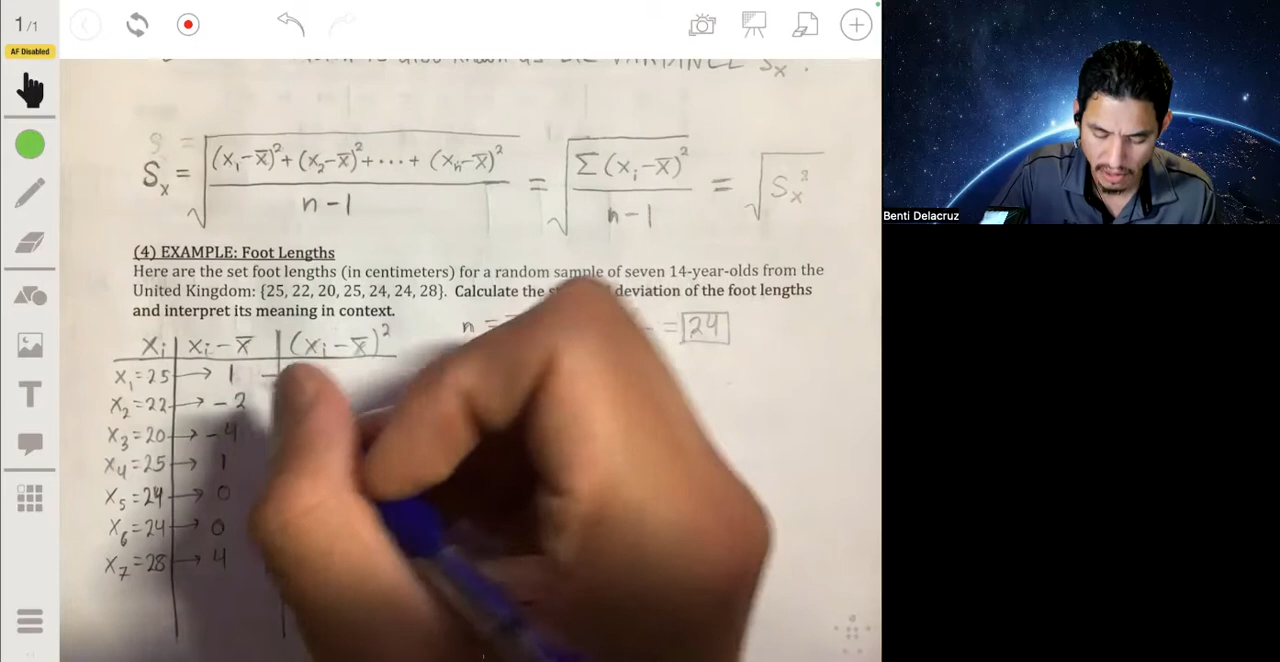 1/1
AF Disabled
Sx = √((x1-x̅)²+(x2-x̅)²+···+(xn-x̅)²/n-1) = √(Σ(xi-x̅)²/n-1) = √Sx²
Benti Delacruz
(4) EXAMPLE: Foot Lengths
Here are the set foot lengths (in centimeters) for a random sample of seven 14-year-olds from the
United Kingdom: {25, 22, 20, 25, 24, 24, 28}. Calculate the deviation of the foot lengths
and interpret its meaning in context.
n = = 24
xi | xi-x̅ | (xi-x̅)²
x1=25 → 1
x2=22 → -2
x3=20 → -4
x4=25 → 1
x5=24 → 0
x6=24 → 0
x7=28 → 4
T